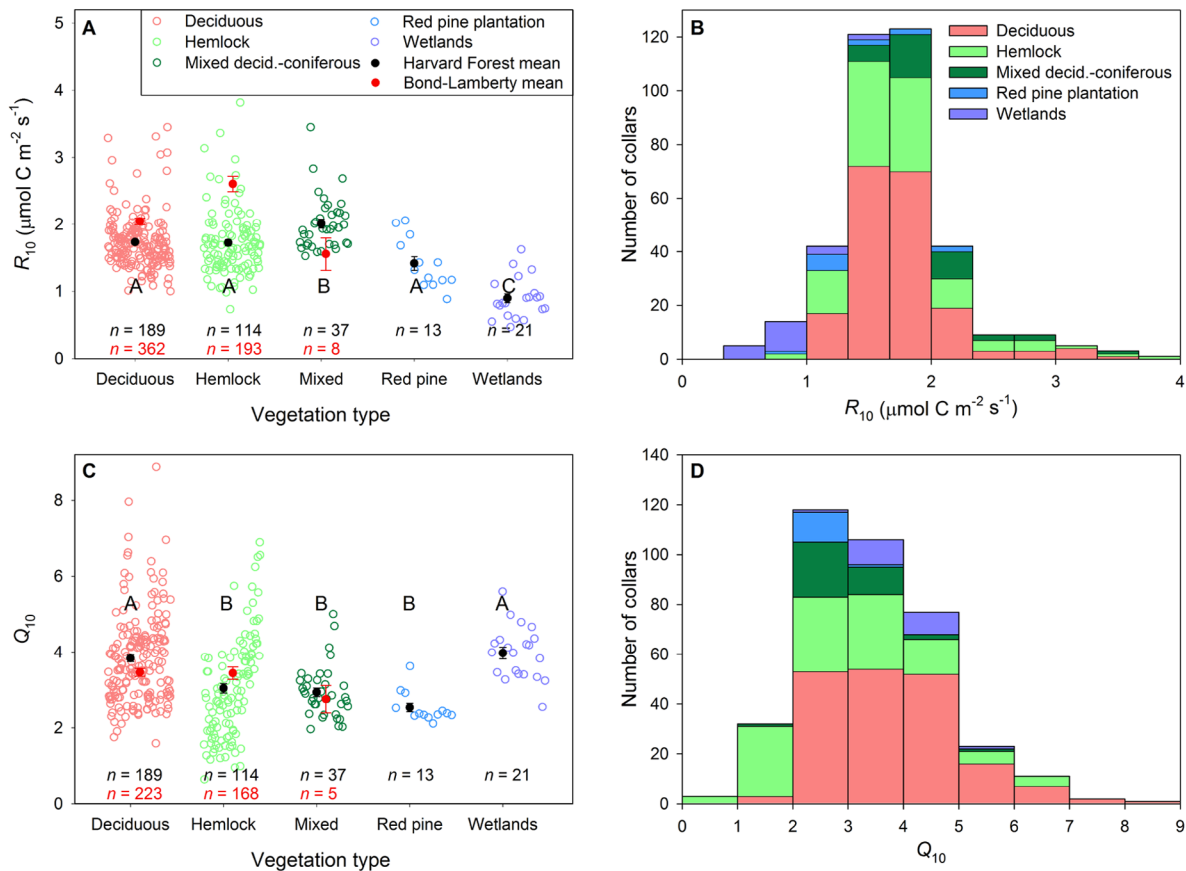 A
Deciduous
Hemlock
Mixed decid.-coniferous
Red pine plantation
Wetlands
Harvard Forest mean
Bond-Lamberty mean
R10 (μmol C m-2 s-1)
5
4
3
2
1
0
A A B A C
n = 189 n = 114 n = 37 n = 13 n = 21
n = 362 n = 193 n = 8
Deciduous Hemlock Mixed Red pine Wetlands
Vegetation type
B
Deciduous
Hemlock
Mixed decid.-coniferous
Red pine plantation
Wetlands
Number of collars
120
100
80
60
40
20
0
0 1 2 3 4
R10 (μmol C m-2 s-1)
C
Q10
8
6
4
2
0
A B B B A
n = 189 n = 114 n = 37 n = 13 n = 21
n = 223 n = 168 n = 5
Deciduous Hemlock Mixed Red pine Wetlands
Vegetation type
D
Number of collars
140
120
100
80
60
40
20
0
0 1 2 3 4 5 6 7 8 9
Q10